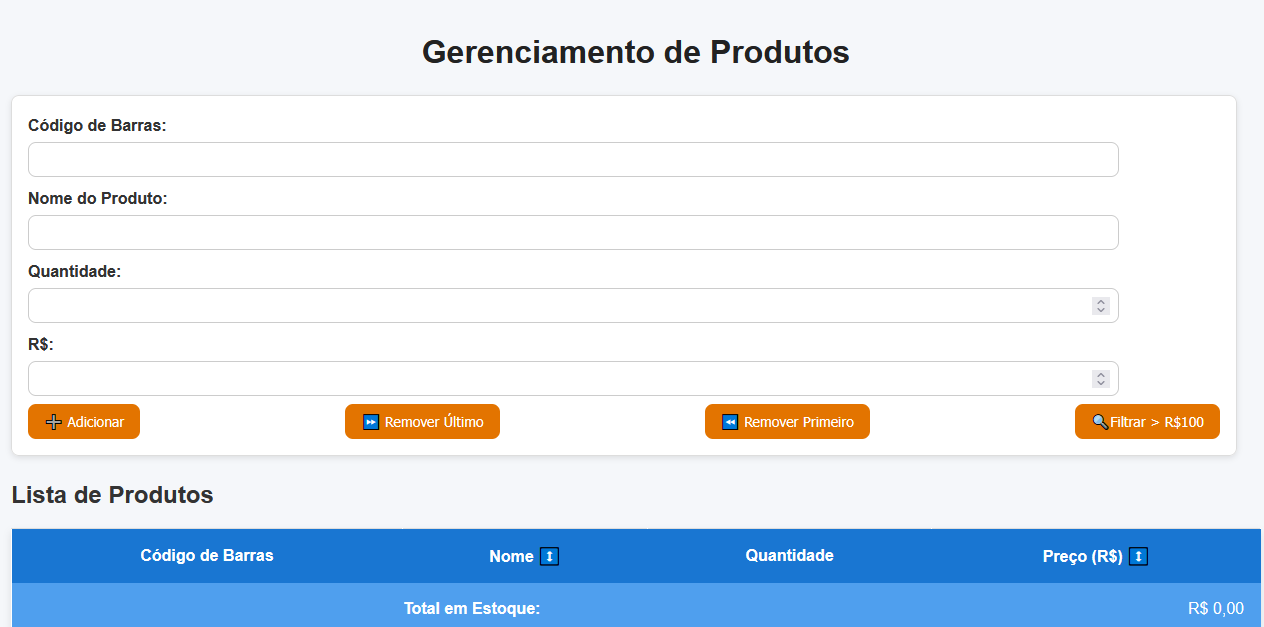 Gerenciamento de Produtos
Código de Barras:
Nome do Produto:
Quantidade:
R$:
Adicionar Remover Último Remover Primeiro Filtrar > R$100
Lista de Produtos
Código de Barras Nome Quantidade Preço (R$)
Total em Estoque: R$ 0,00